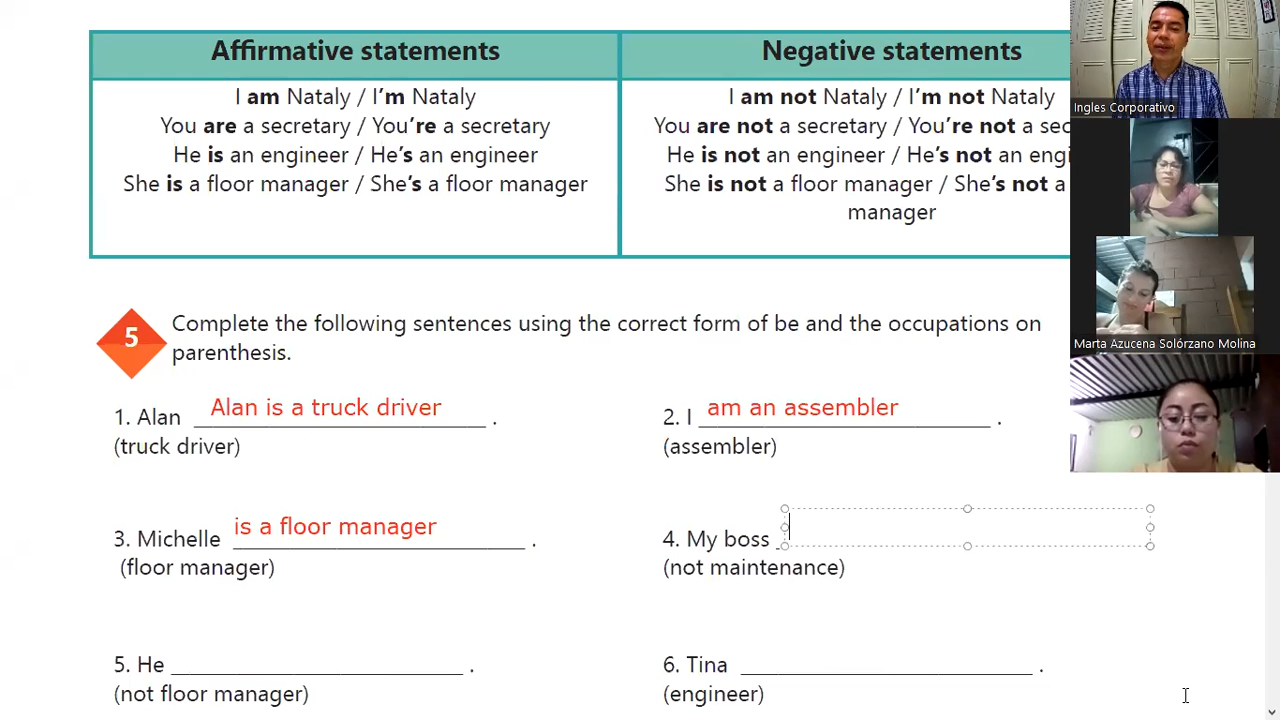 Affirmative statements
I am Nataly / I'm Nataly
You are a secretary / You're a secretary
He is an engineer / He's an engineer
She is a floor manager / She's a floor manager
Negative statements
I am not Nataly / I'm not Nataly
You are not a secretary / You're not a sec
He is not an engineer / He's not an engi
She is not a floor manager / She's not a
manager
5
Complete the following sentences using the correct form of be and the occupations on
parenthesis.
1. Alan Alan is a truck driver .
(truck driver)
2. I am an assembler .
(assembler)
3. Michelle is a floor manager .
(floor manager)
4. My boss
(not maintenance)
5. He ________________________ .
(not floor manager)
6. Tina ________________________ .
(engineer)
Ingles Corporativo
Marta Azucena Solórzano Molina